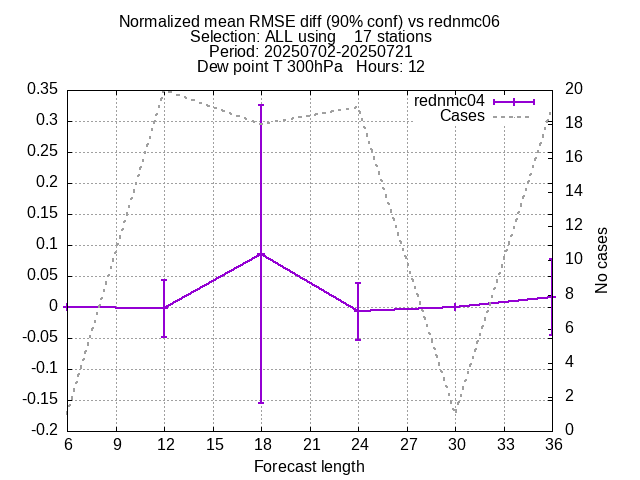 Normalized mean RMSE diff (90% conf) vs rednmc06
Selection: ALL using    17 stations
Period: 20250702-20250721
Dew point T 300hPa   Hours: 12
rednmc04
Cases
0.35
0.3
0.25
0.2
0.15
0.1
0.05
0
-0.05
-0.1
-0.15
-0.2
20
18
16
14
12
10
8
6
4
2
0
No cases
6 9 12 15 18 21 24 27 30 33 36
Forecast length